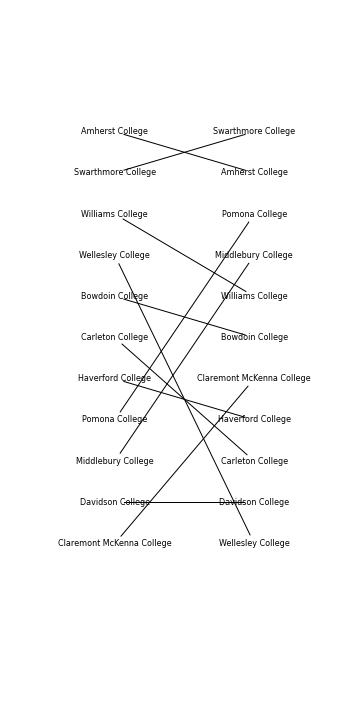 Amherst College Swarthmore College
Swarthmore College Amherst College
Williams College Pomona College
Wellesley College Middlebury College
Bowdoin College Williams College
Carleton College Bowdoin College
Haverford College Claremont McKenna College
Pomona College Haverford College
Middlebury College Carleton College
Davidson College Davidson College
Claremont McKenna College Wellesley College